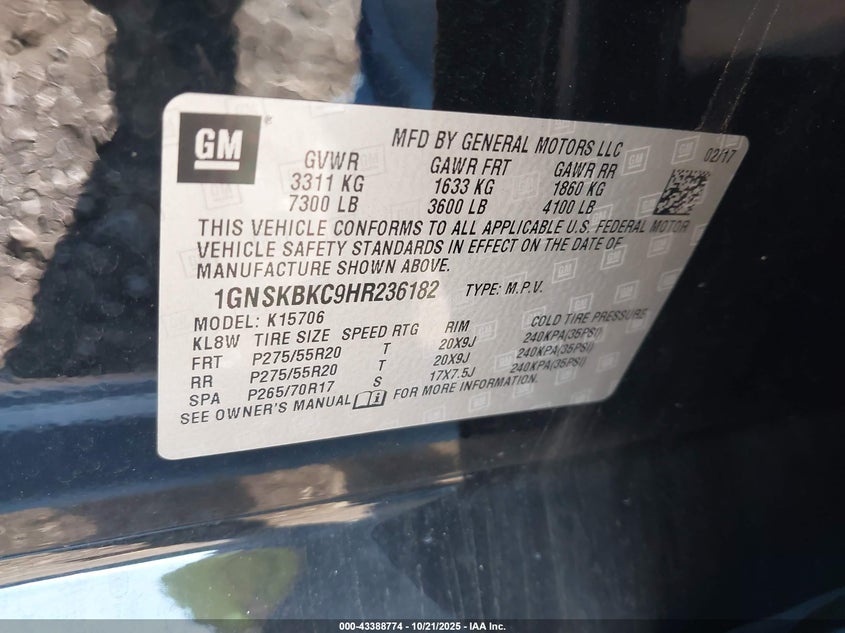 GM
MFD BY GENERAL MOTORS LLC
02/17
GVWR GAWR FRT GAWR RR
3311 KG 1633 KG 1860 KG
7300 LB 3600 LB 4100 LB
THIS VEHICLE CONFORMS TO ALL APPLICABLE U.S. FEDERAL MOTOR
VEHICLE SAFETY STANDARDS IN EFFECT ON THE DATE OF
MANUFACTURE SHOWN ABOVE.
1GNSKBKC9HR236182 TYPE: M.P.V.
MODEL: K15706
KL8W TIRE SIZE SPEED RTG RIM COLD TIRE PRESSURE
FRT P275/55R20 T 20X9J 240KPA(35PSI)
RR P275/55R20 T 20X9J 240KPA(35PSI)
SPA P265/70R17 S 17X7.5J 240KPA(35PSI)
SEE OWNER'S MANUAL FOR MORE INFORMATION.
000-43388774 | 10/21/2025 | IAA Inc.